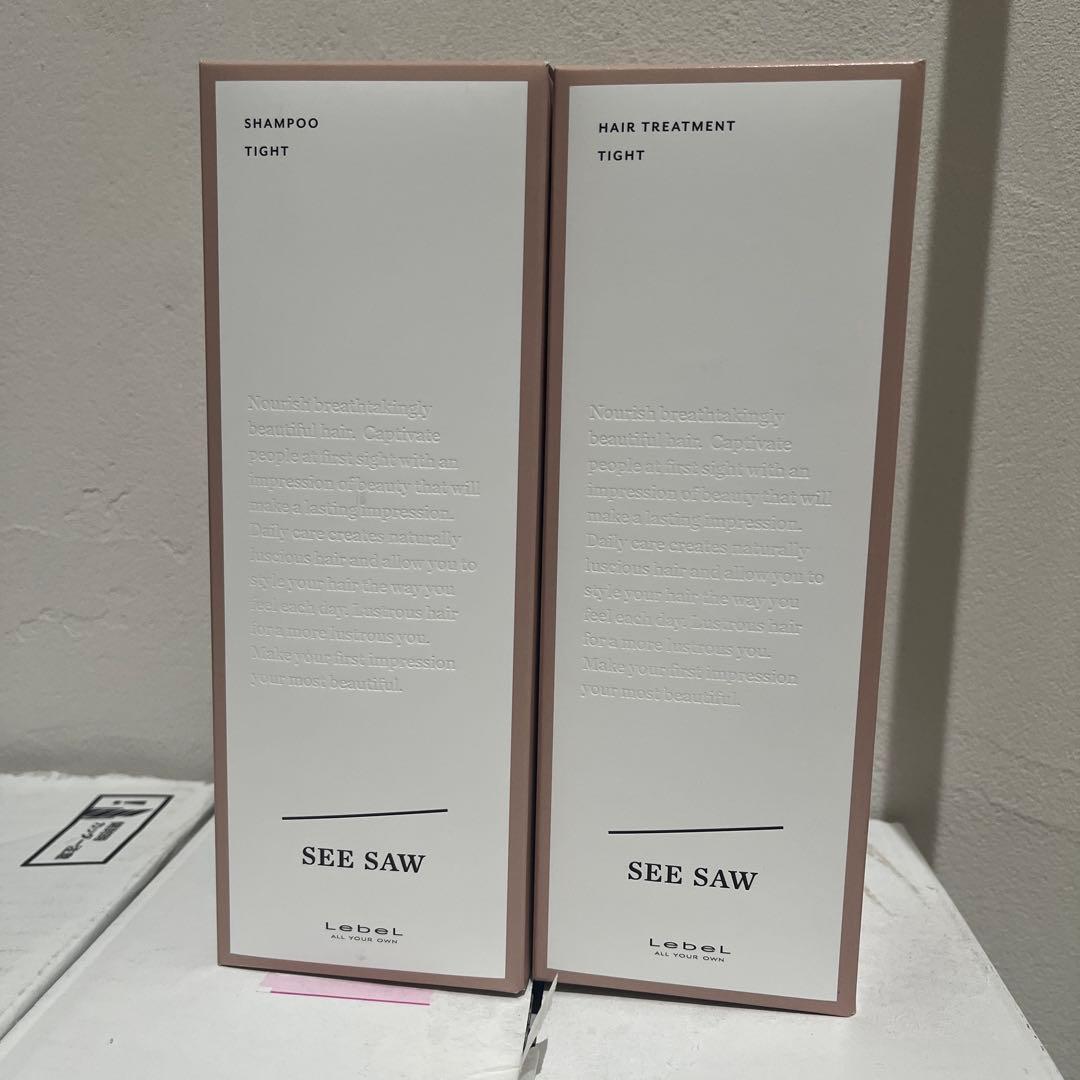 SHAMPOO
TIGHT
Nourish breathtakingly
beautiful hair. Captivate
people at first sight with an
impression of beauty that will
make a lasting impression.
Daily care creates naturally
luscious hair and allow you to
style your hair the way you
feel each day. Lustrous hair
for a more lustrous you.
Make your first impression
your most beautiful.
SEE SAW
LebeL
ALL YOUR OWN
HAIR TREATMENT
TIGHT
Nourish breathtakingly
beautiful hair. Captivate
people at first sight with an
impression of beauty that will
make a lasting impression.
Daily care creates naturally
luscious hair and allow you to
style your hair the way you
feel each day. Lustrous hair
for a more lustrous you.
Make your first impression
your most beautiful.
SEE SAW
LebeL
ALL YOUR OWN